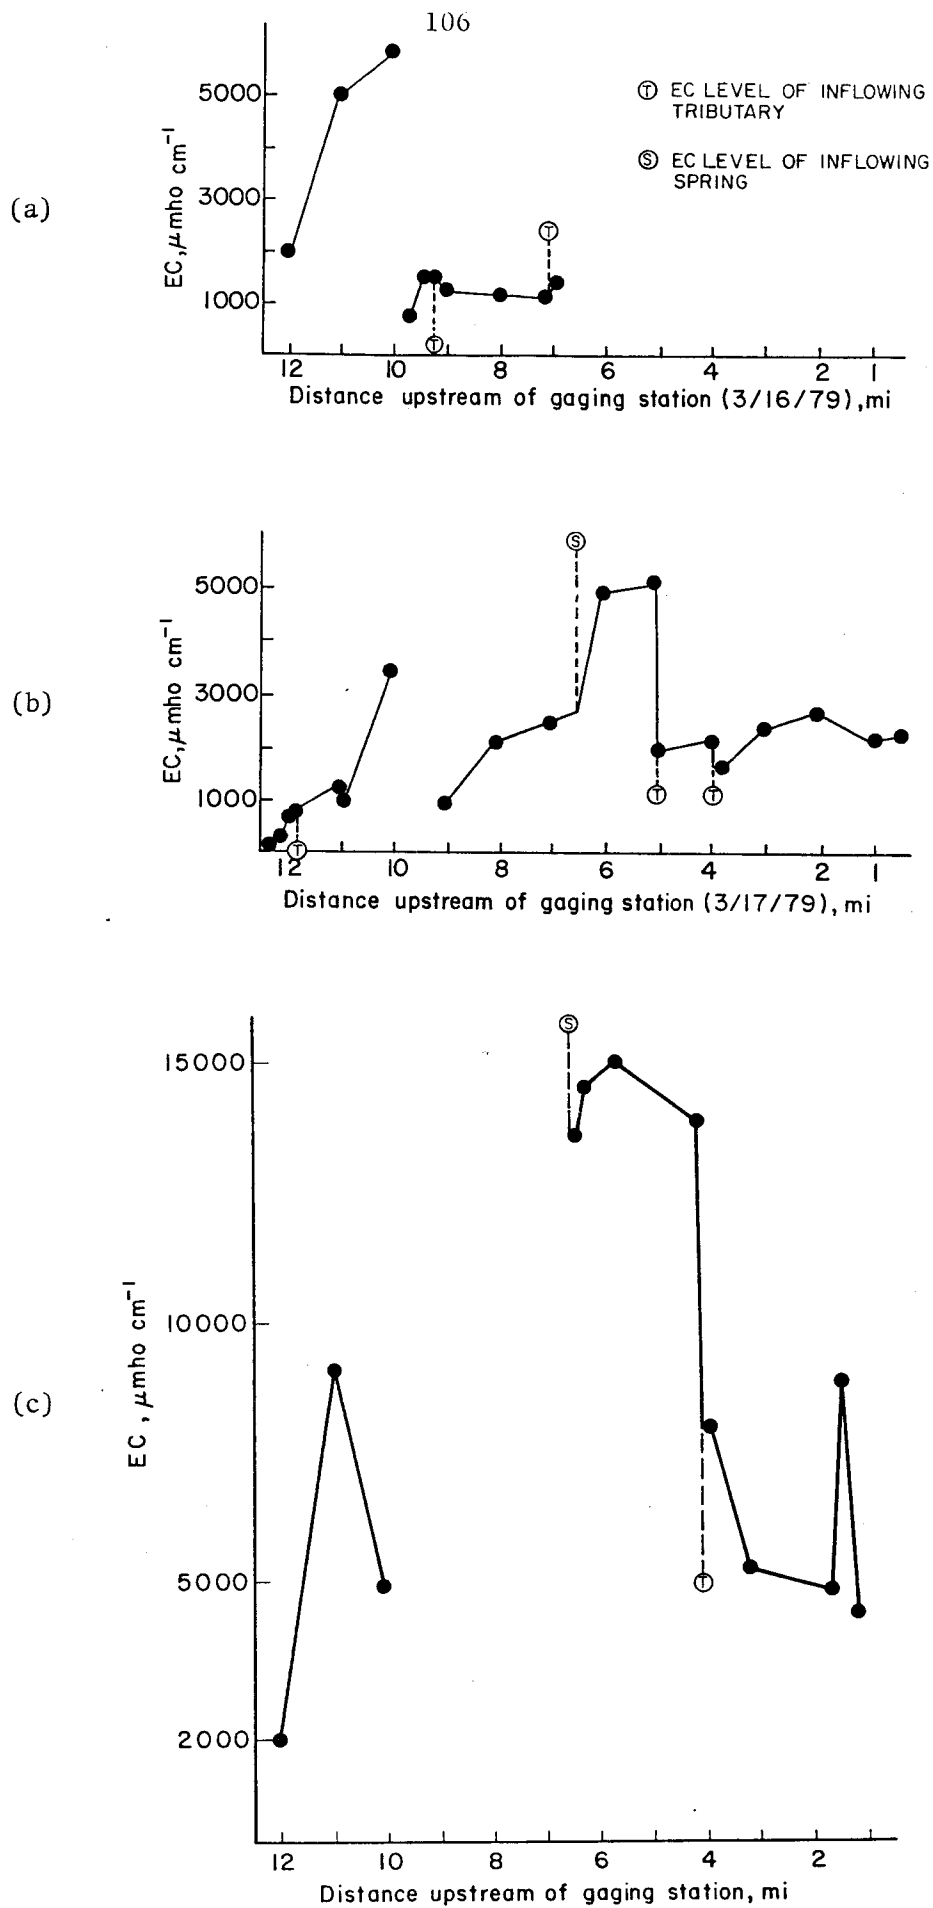 106
(a)
EC, μmho cm⁻¹
5000
3000
1000
Ⓣ EC LEVEL OF INFLOWING
TRIBUTARY
Ⓢ EC LEVEL OF INFLOWING
SPRING
T
T
12 10 8 6 4 2 1
Distance upstream of gaging station (3/16/79), mi
(b)
EC, μmho cm⁻¹
5000
3000
1000
S
T
T
T
12 10 8 6 4 2 1
Distance upstream of gaging station (3/17/79), mi
(c)
EC, μmho cm⁻¹
15000
10000
5000
2000
S
T
12 10 8 6 4 2
Distance upstream of gaging station, mi